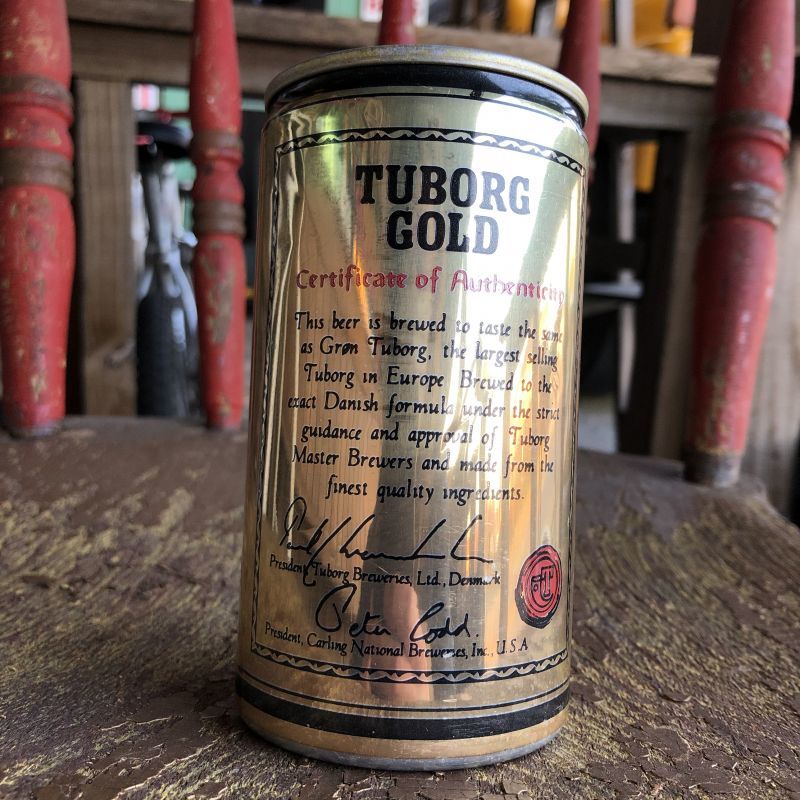 TUBORG
GOLD
Certificate of Authenticity
This beer is brewed to taste the same
as Grøn Tuborg, the largest selling
Tuborg in Europe Brewed to the
exact Danish formula under the strict
guidance and approval of Tuborg
Master Brewers and made from the
finest quality ingredients.
President, Tuborg Breweries, Ltd., Denmark
Peter Codd.
President, Carling National Breweries, Inc., U.S.A